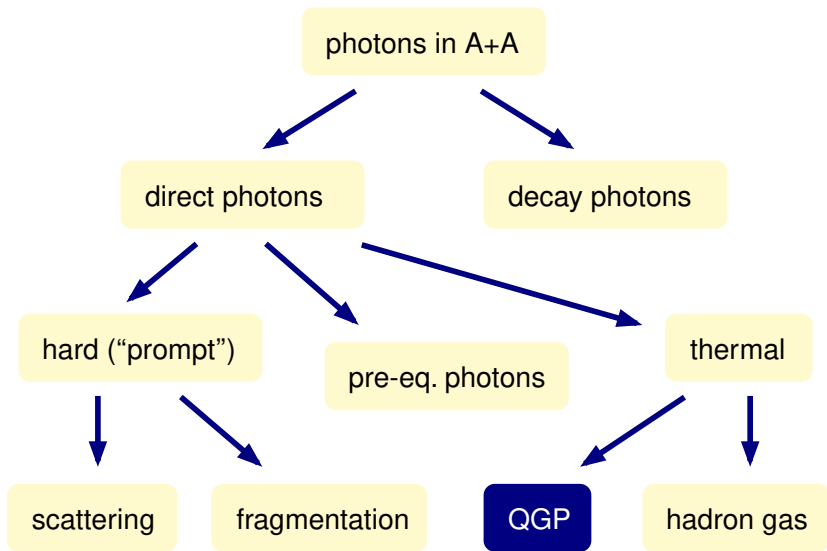 photons in A+A
direct photons
decay photons
hard (“prompt”)
pre-eq. photons
thermal
scattering
fragmentation
QGP
hadron gas